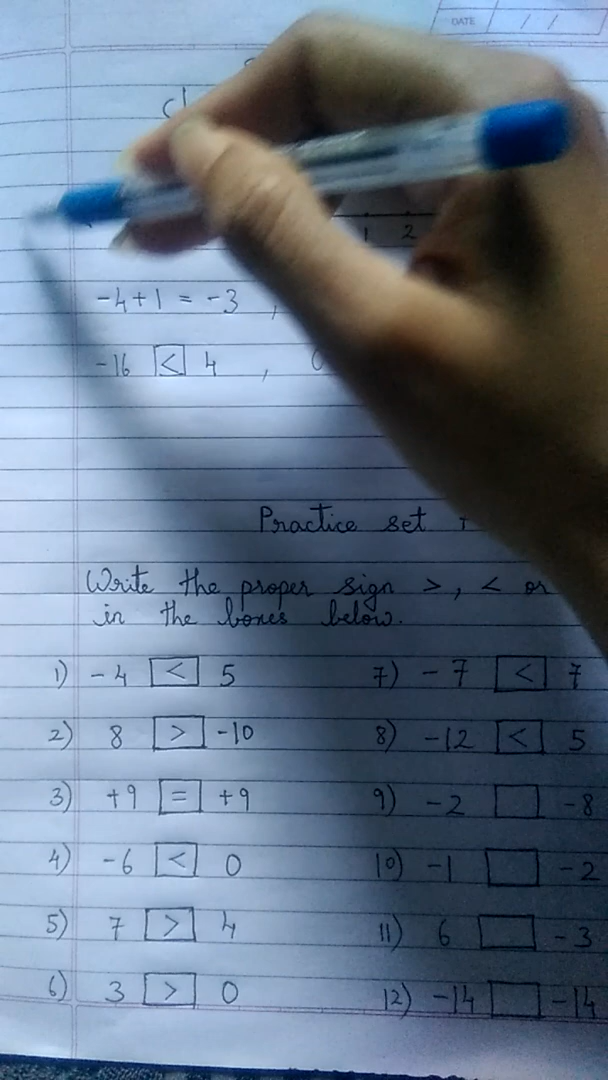 DATE / /
1 2
-4+1 = -3 ,
-16 < 4 ,
Practice set
Write the proper sign >, < or
in the boxes below.
1) -4 < 5
2) 8 > -10
3) +9 = +9
4) -6 < 0
5) 7 > 4
6) 3 > 0
7) -7 < 7
8) -12 < 5
9) -2 □ -8
10) -1 □ -2
11) 6 □ -3
12) -14 □ -14